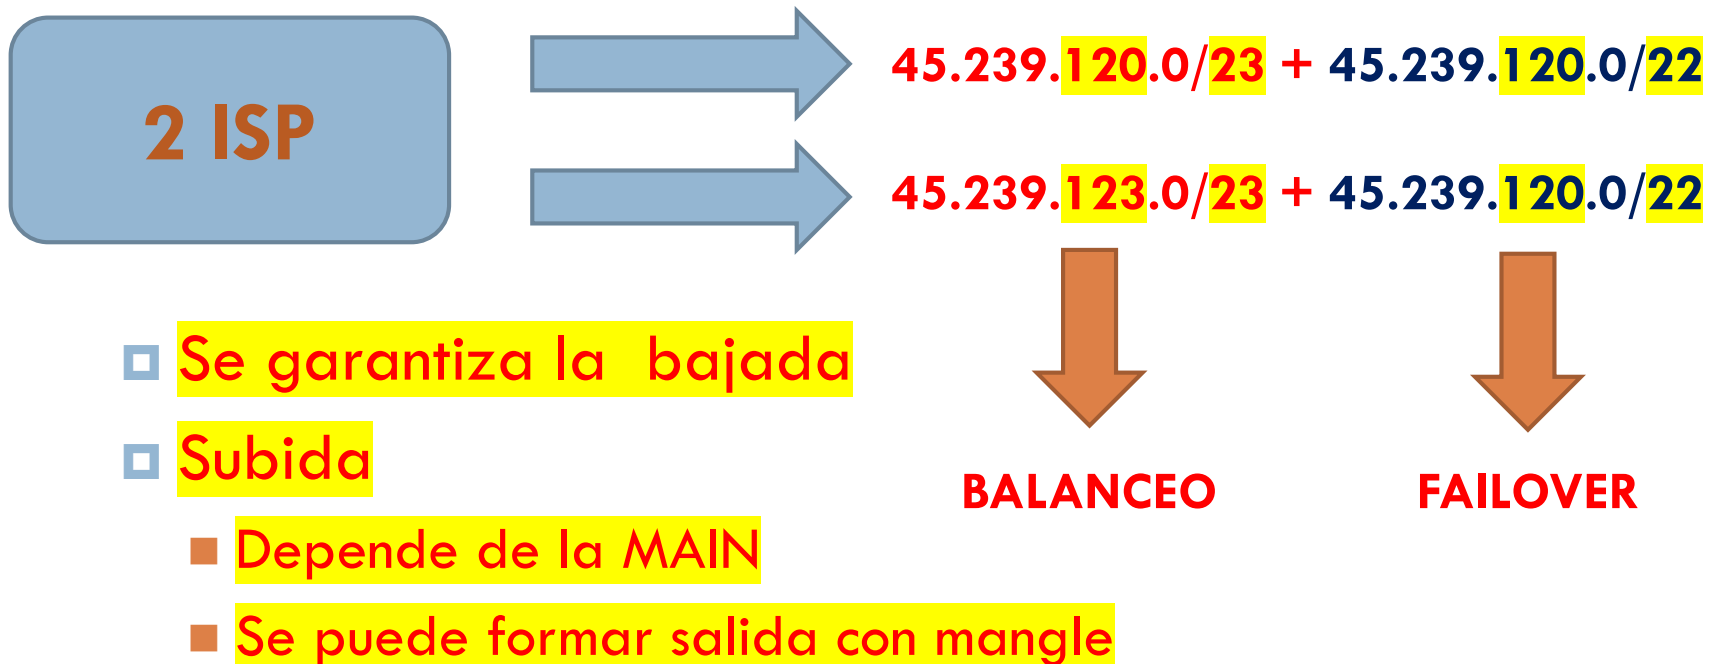 2 ISP
45.239.120.0/23 + 45.239.120.0/22
45.239.123.0/23 + 45.239.120.0/22
Se garantiza la bajada
Subida
Depende de la MAIN
Se puede formar salida con mangle
BALANCEO
FAILOVER